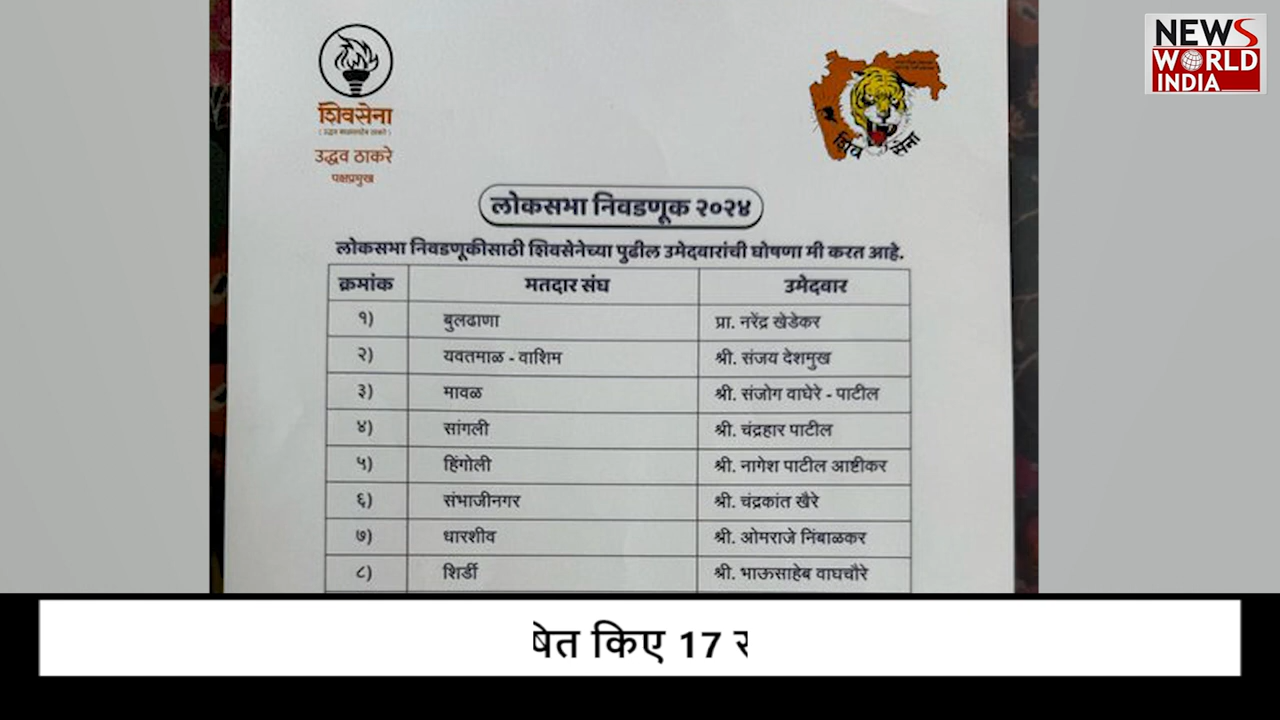 NEWS
WORLD
INDIA
शिवसेना
उद्धव ठाकरे
पक्षप्रमुख
शिव सेना
लोकसभा निवडणूक २०२४
लोकसभा निवडणूकीसाठी शिवसेनेच्या पुढील उमेदवारांची घोषणा मी करत आहे.
क्रमांक मतदार संघ उमेदवार
१) बुलढाणा प्रा. नरेंद्र खेडेकर
२) यवतमाळ - वाशिम श्री. संजय देशमुख
३) मावळ श्री. संजोग वाघेरे - पाटील
४) सांगली श्री. चंद्रहार पाटील
५) हिंगोली श्री. नागेश पाटील आष्टीकर
६) संभाजीनगर श्री. चंद्रकांत खैरे
७) धारशीव श्री. ओमराजे निंबाळकर
८) शिर्डी श्री. भाऊसाहेब वाघचौरे
षित किए 17